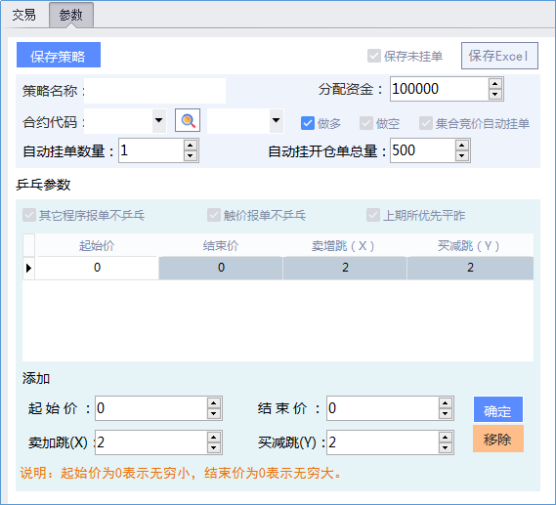 交易 参数
保存策略 保存未挂单 保存Excel
策略名称： 分配资金： 100000
合约代码： 做多 做空 集合竞价自动挂单
自动挂单数量： 1 自动挂开仓单总量： 500
乒乓参数
其它程序报单不乒乓 触价报单不乒乓 上期所优先平昨
起始价 结束价 卖增跳（X） 买减跳（Y）
0 0 2 2
添加
起 始 价 ： 0 结 束 价 ： 0 确定
卖加跳(X)： 2 买减跳(Y)： 2 移除
说明：起始价为0表示无穷小，结束价为0表示无穷大。